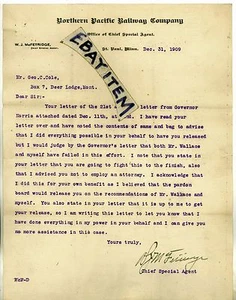 Northern Pacific Railway Company
Office of Chief Special Agent.
W. J. McFETRIDGE,
Chief Special Agent
St. Paul, Minn. Dec. 31, 1909
EBAY ITEM
Mr. Geo.C.Cole,
Box 7, Deer Lodge,Mont.
Dear Sir:-
Your letter of the 21st letter from Governor
Norris attached dated Dec. 11th, I have read your
letter over and have noted the contents of same and beg to advise
that I did everything possible in your behalf to have you released
but I would judge by the Governor's letter that both Mr. Wallace
and myself have failed in the effort. I note that you state in
your letter that you are going to fight this to the finish, also
that I advised you not to employ an attorney. I acknowledge that
I did this for your own benefit as I believed that the pardon
board would release you on the recommendations of Mr. Wallace and
myself. You also state in your letter that it is up to me to get
your release, so I am writing this letter to let you know that I
have done everything in my power in your behalf and I can give you
no more assistance in this case.
Yours truly,
Chief Special Agent
McF-D